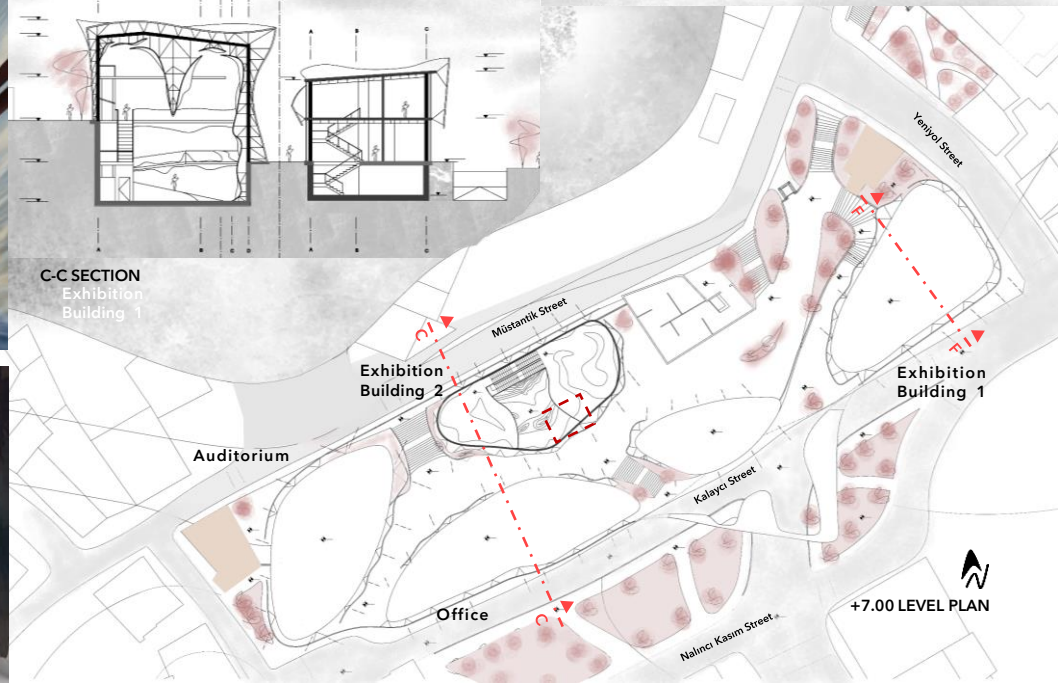 A
B
C
A
B
C
D
A
B
C
C-C SECTION
Exhibition
Building 1
Yeniyol Street
F
F
Müstantik Street
C
Exhibition
Building 2
Exhibition
Building 1
Auditorium
Kalaycı Street
Office
C
Nalıncı Kasım Street
N
+7.00 LEVEL PLAN